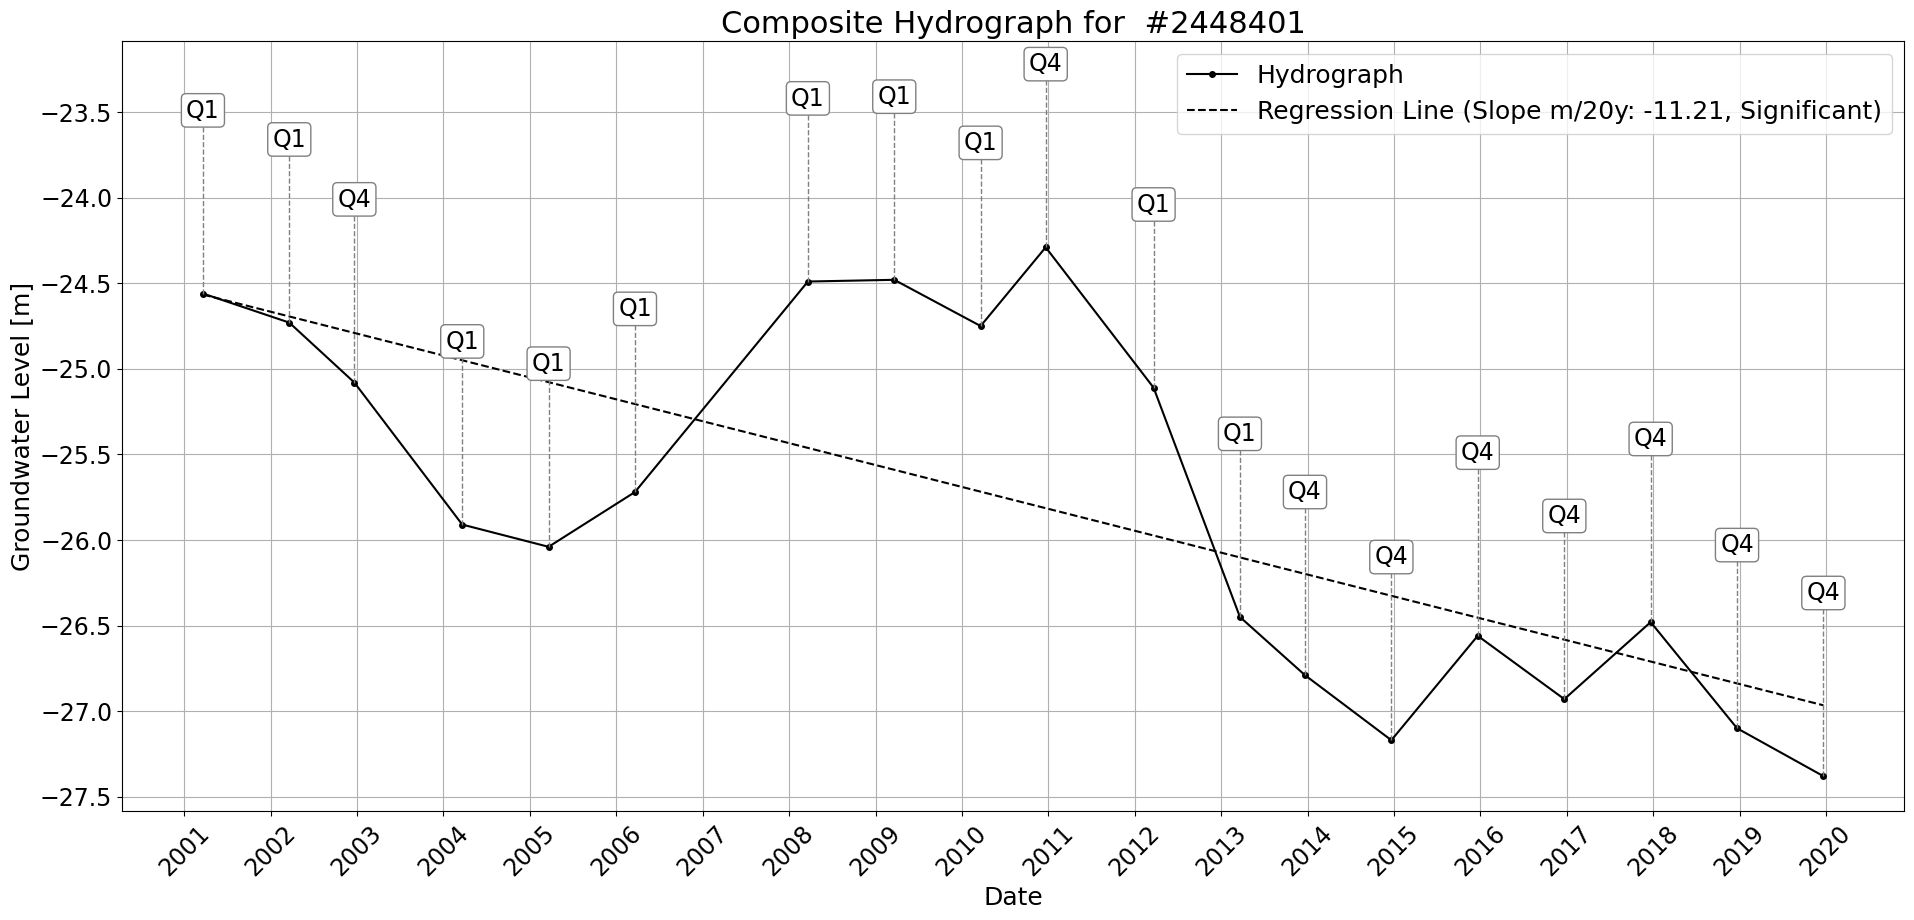 Composite Hydrograph for  #2448401
Hydrograph
Regression Line (Slope m/20y: -11.21, Significant)
Groundwater Level [m]
−23.5
−24.0
−24.5
−25.0
−25.5
−26.0
−26.5
−27.0
−27.5
Q1
Q1
Q4
Q1
Q1
Q1
Q1
Q1
Q1
Q4
Q1
Q1
Q4
Q4
Q4
Q4
Q4
Q4
Q4
2001
2002
2003
2004
2005
2006
2007
2008
2009
2010
2011
2012
2013
2014
2015
2016
2017
2018
2019
2020
Date